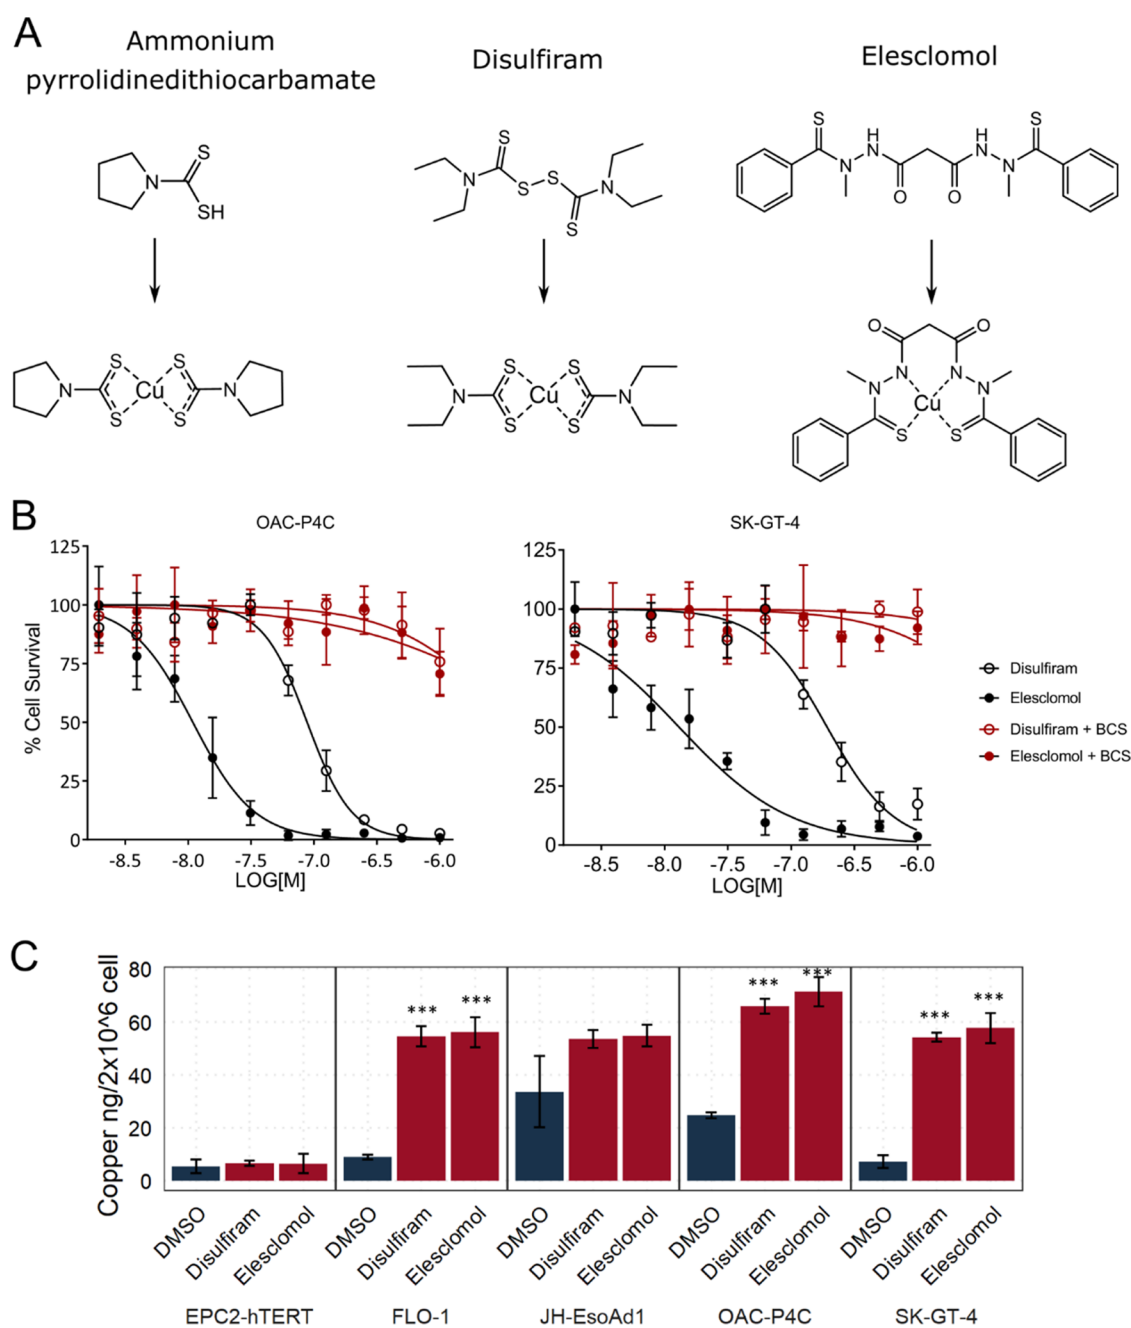 A
Ammonium
pyrrolidinedithiocarbamate
Disulfiram
Elesclomol
N
S
SH
N
S
S
S
S
N
S
N
H
N
O
O
H
N
N
S
N
S
S
Cu
S
S
N
N
S
S
Cu
S
S
N
O
O
N
N
N
N
Cu
S
S
B
OAC-P4C
SK-GT-4
% Cell Survival
125
100
75
50
25
0
-8.5 -8.0 -7.5 -7.0 -6.5 -6.0
LOG[M]
125
100
75
50
25
0
-8.5 -8.0 -7.5 -7.0 -6.5 -6.0
LOG[M]
Disulfiram
Elesclomol
Disulfiram + BCS
Elesclomol + BCS
C
Copper ng/2x10^6 cell
80
60
40
20
0
*** ***
*** ***
*** ***
DMSO Disulfiram Elesclomol DMSO Disulfiram Elesclomol DMSO Disulfiram Elesclomol DMSO Disulfiram Elesclomol DMSO Disulfiram Elesclomol
EPC2-hTERT FLO-1 JH-EsoAd1 OAC-P4C SK-GT-4